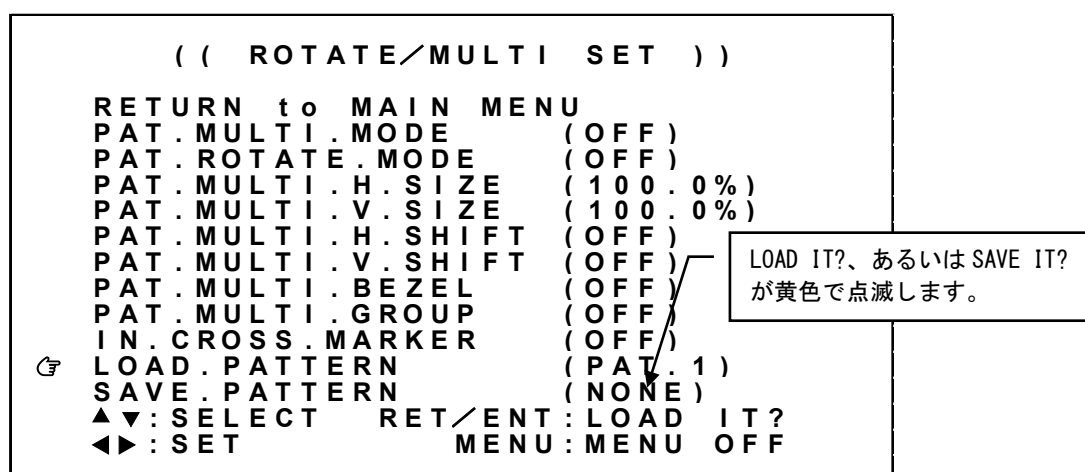 (( ROTATE／MULTI SET ))
RETURN to MAIN MENU
PAT.MULTI.MODE (OFF)
PAT.ROTATE.MODE (OFF)
PAT.MULTI.H.SIZE (100.0%)
PAT.MULTI.V.SIZE (100.0%)
PAT.MULTI.H.SHIFT (OFF)
PAT.MULTI.V.SHIFT (OFF)
PAT.MULTI.BEZEL (OFF)
PAT.MULTI.GROUP (OFF)
IN.CROSS.MARKER (OFF)
☞ LOAD.PATTERN (PAT.1)
SAVE.PATTERN (NONE)
▲▼:SELECT RET／ENT:LOAD IT?
◀▶:SET MENU:MENU OFF
LOAD IT?、あるいは SAVE IT?
が黄色で点滅します。